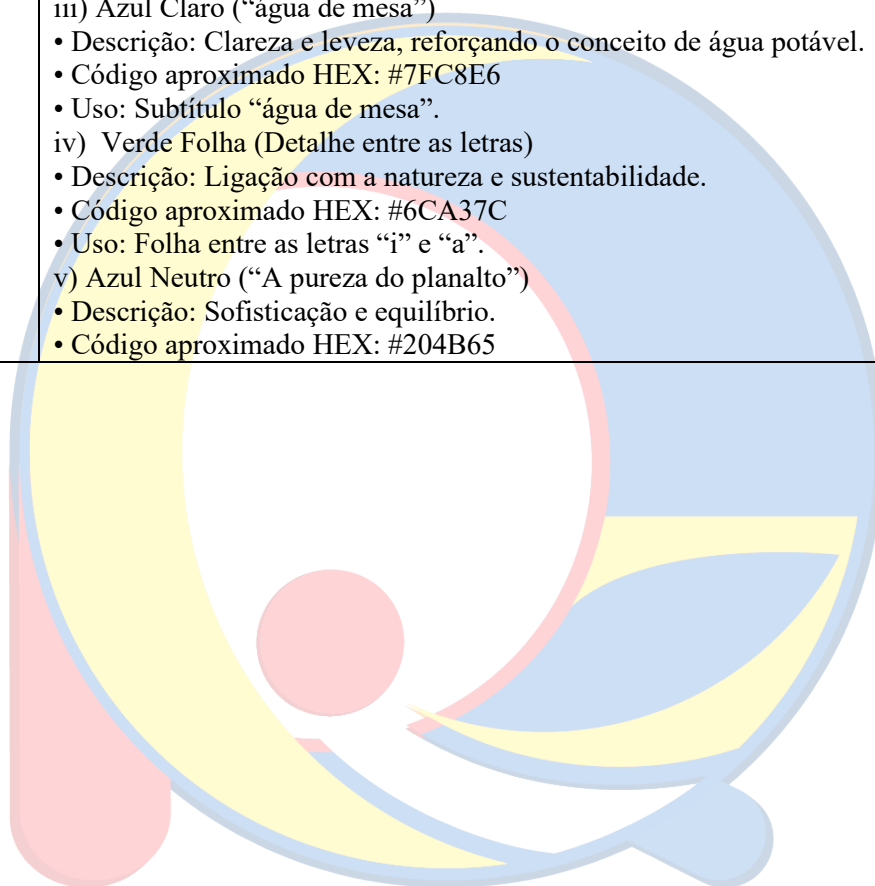 iii) Azul Claro (“água de mesa”)
• Descrição: Clareza e leveza, reforçando o conceito de água potável.
• Código aproximado HEX: #7FC8E6
• Uso: Subtítulo “água de mesa”.
iv) Verde Folha (Detalhe entre as letras)
• Descrição: Ligação com a natureza e sustentabilidade.
• Código aproximado HEX: #6CA37C
• Uso: Folha entre as letras “i” e “a”.
v) Azul Neutro (“A pureza do planalto”)
• Descrição: Sofisticação e equilíbrio.
• Código aproximado HEX: #204B65